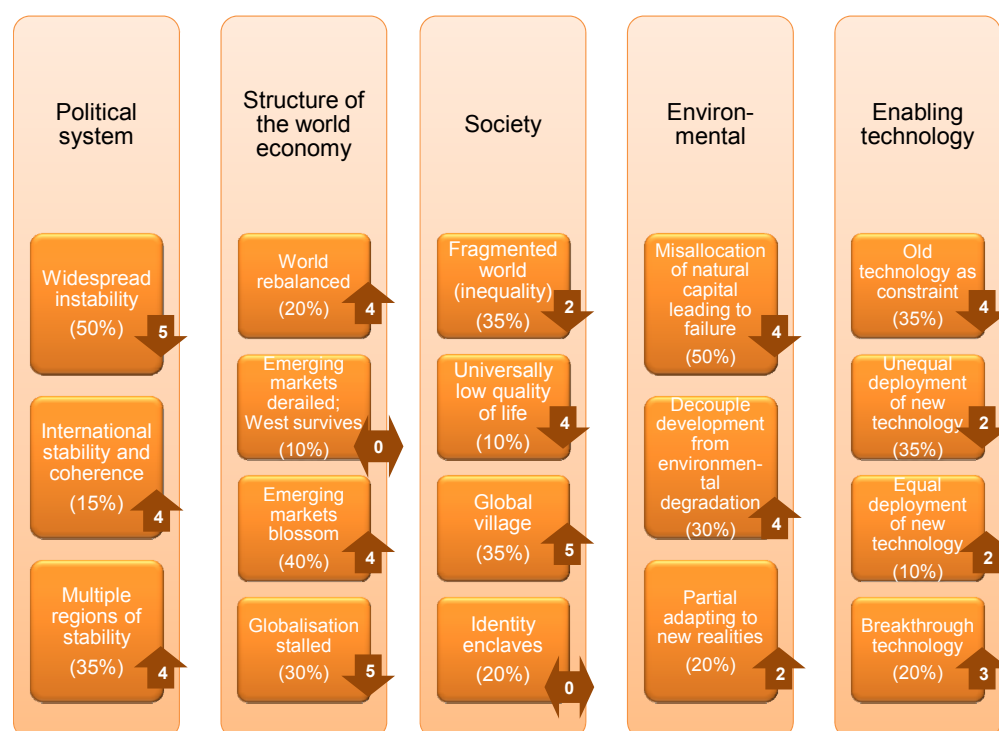 Political
system
Widespread
instability
(50%)
5
International
stability and
coherence
(15%)
4
Multiple
regions of
stability
(35%)
4
Structure of
the world
economy
World
rebalanced
(20%)
4
Emerging
markets
derailed;
West survives
(10%)
0
Emerging
markets
blossom
(40%)
4
Globalisation
stalled
(30%)
5
Society
Fragmented
world
(inequality)
(35%)
2
Universally
low quality
of life
(10%)
4
Global
village
(35%)
5
Identity
enclaves
(20%)
0
Environ-
mental
Misallocation
of natural
capital
leading to
failure
(50%)
4
Decouple
development
from
environmen-
tal
degradation
(30%)
4
Partial
adapting to
new realities
(20%)
2
Enabling
technology
Old
technology as
constraint
(35%)
4
Unequal
deployment
of new
technology
(35%)
2
Equal
deployment
of new
technology
(10%)
2
Breakthrough
technology
(20%)
3